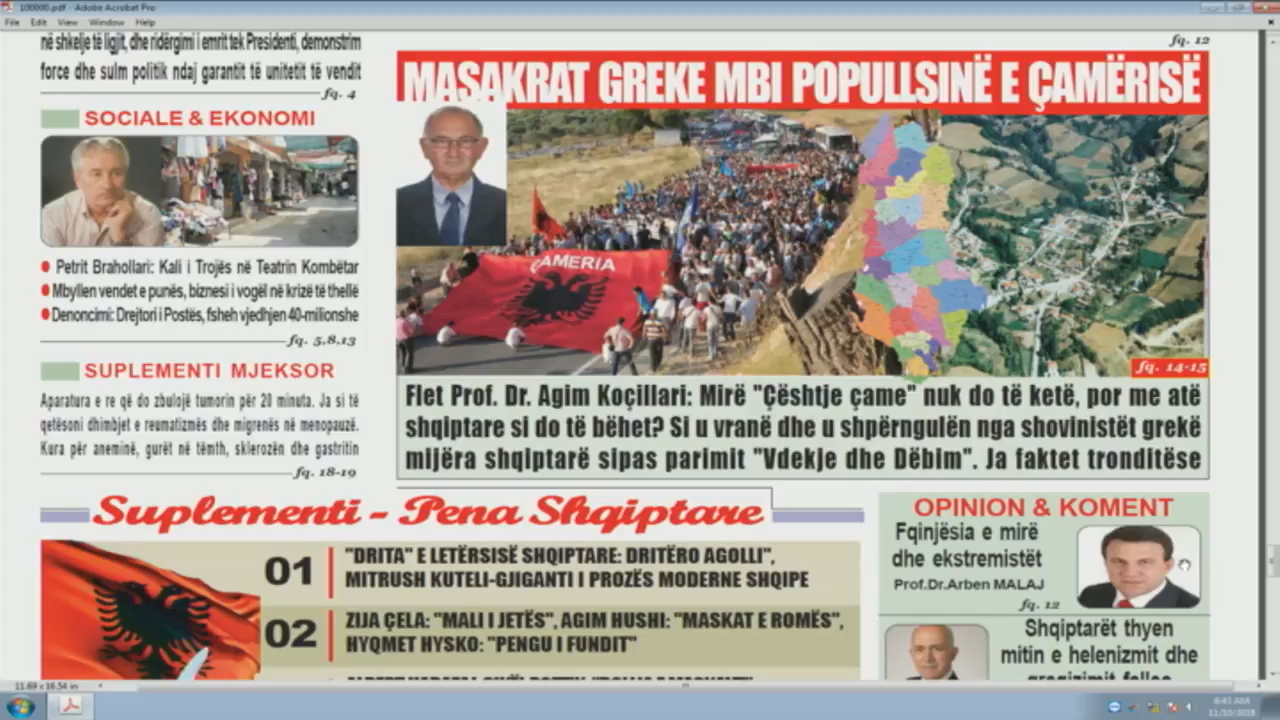 100000.pdf - Adobe Acrobat Pro
File Edit View Window Help
në shkelje të ligjit, dhe ridërgimi i emrit tek Presidenti, demonstrim
force dhe sulm politik ndaj garantit të unitetit të vendit
fq. 4
SOCIALE & EKONOMI
Petrit Brahollari: Kali i Trojës në Teatrin Kombëtar
Mbyllen vendet e punës, biznesi i vogël në krizë të thellë
Denoncimi: Drejtori i Postës, fsheh vjedhjen 40-milionshe
fq. 5,8,13
SUPLEMENTI MJEKSOR
Aparatura e re që do zbulojë tumorin për 20 minuta. Ja si të
qetësoni dhimbjet e reumatizmës dhe migrenës në menopauzë.
Kura për aneminë, gurët në tëmth, sklerozën dhe gastritin
fq. 18-19
fq. 12
MASAKRAT GREKE MBI POPULLSINË E ÇAMËRISË
ÇAMERIA
fq. 14-15
Flet Prof. Dr. Agim Koçillari: Mirë "Çështje çame" nuk do të ketë, por me atë
shqiptare si do të bëhet? Si u vranë dhe u shpërngulën nga shovinistët grekë
mijëra shqiptarë sipas parimit "Vdekje dhe Dëbim". Ja faktet tronditëse
Suplementi - Pena Shqiptare
01
"DRITA" E LETËRSISË SHQIPTARE: DRITËRO AGOLLI",
MITRUSH KUTELI-GJIGANTI I PROZËS MODERNE SHQIPE
02
ZIJA ÇELA: "MALI I JETËS", AGIM HUSHI: "MASKAT E ROMËS",
HYQMET HYSKO: "PENGU I FUNDIT"
OPINION & KOMENT
Fqinjësia e mirë
dhe ekstremistët
Prof.Dr.Arben MALAJ
fq. 12
Shqiptarët thyen
mitin e helenizmit dhe
11.69 x 16.54 in
6:41 AM